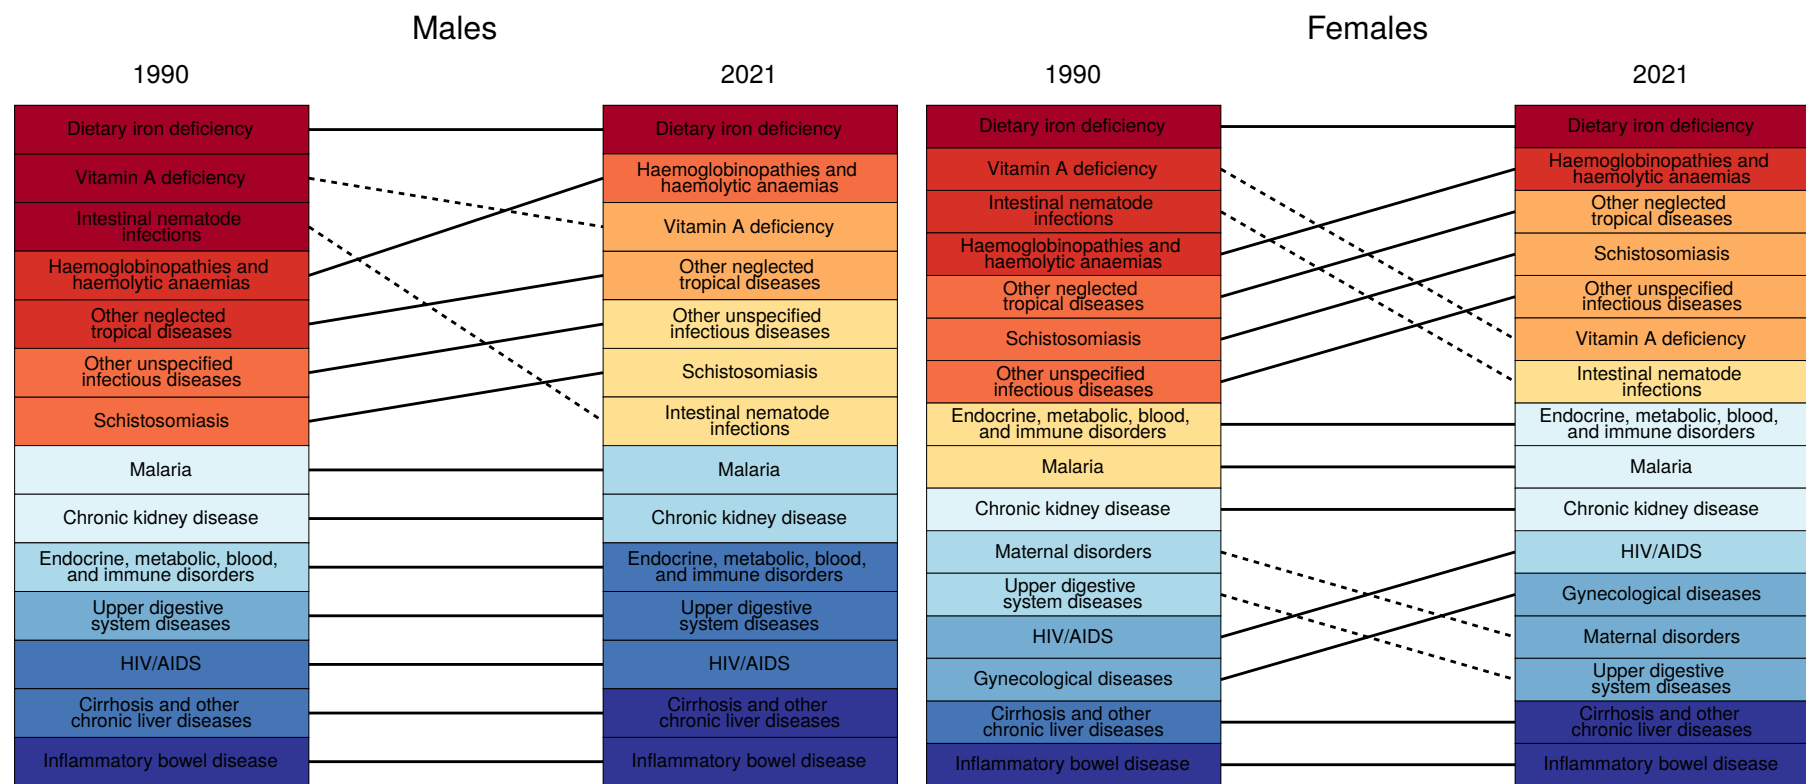 Males
1990
2021
Dietary iron deficiency
Vitamin A deficiency
Intestinal nematode
infections
Haemoglobinopathies and
haemolytic anaemias
Other neglected
tropical diseases
Other unspecified
infectious diseases
Schistosomiasis
Malaria
Chronic kidney disease
Endocrine, metabolic, blood,
and immune disorders
Upper digestive
system diseases
HIV/AIDS
Cirrhosis and other
chronic liver diseases
Inflammatory bowel disease
Dietary iron deficiency
Haemoglobinopathies and
haemolytic anaemias
Vitamin A deficiency
Other neglected
tropical diseases
Other unspecified
infectious diseases
Schistosomiasis
Intestinal nematode
infections
Malaria
Chronic kidney disease
Endocrine, metabolic, blood,
and immune disorders
Upper digestive
system diseases
HIV/AIDS
Cirrhosis and other
chronic liver diseases
Inflammatory bowel disease
Females
1990
2021
Dietary iron deficiency
Vitamin A deficiency
Intestinal nematode
infections
Haemoglobinopathies and
haemolytic anaemias
Other neglected
tropical diseases
Schistosomiasis
Other unspecified
infectious diseases
Endocrine, metabolic, blood,
and immune disorders
Malaria
Chronic kidney disease
Maternal disorders
Upper digestive
system diseases
HIV/AIDS
Gynecological diseases
Cirrhosis and other
chronic liver diseases
Inflammatory bowel disease
Dietary iron deficiency
Haemoglobinopathies and
haemolytic anaemias
Other neglected
tropical diseases
Schistosomiasis
Other unspecified
infectious diseases
Vitamin A deficiency
Intestinal nematode
infections
Endocrine, metabolic, blood,
and immune disorders
Malaria
Chronic kidney disease
HIV/AIDS
Gynecological diseases
Maternal disorders
Upper digestive
system diseases
Cirrhosis and other
chronic liver diseases
Inflammatory bowel disease